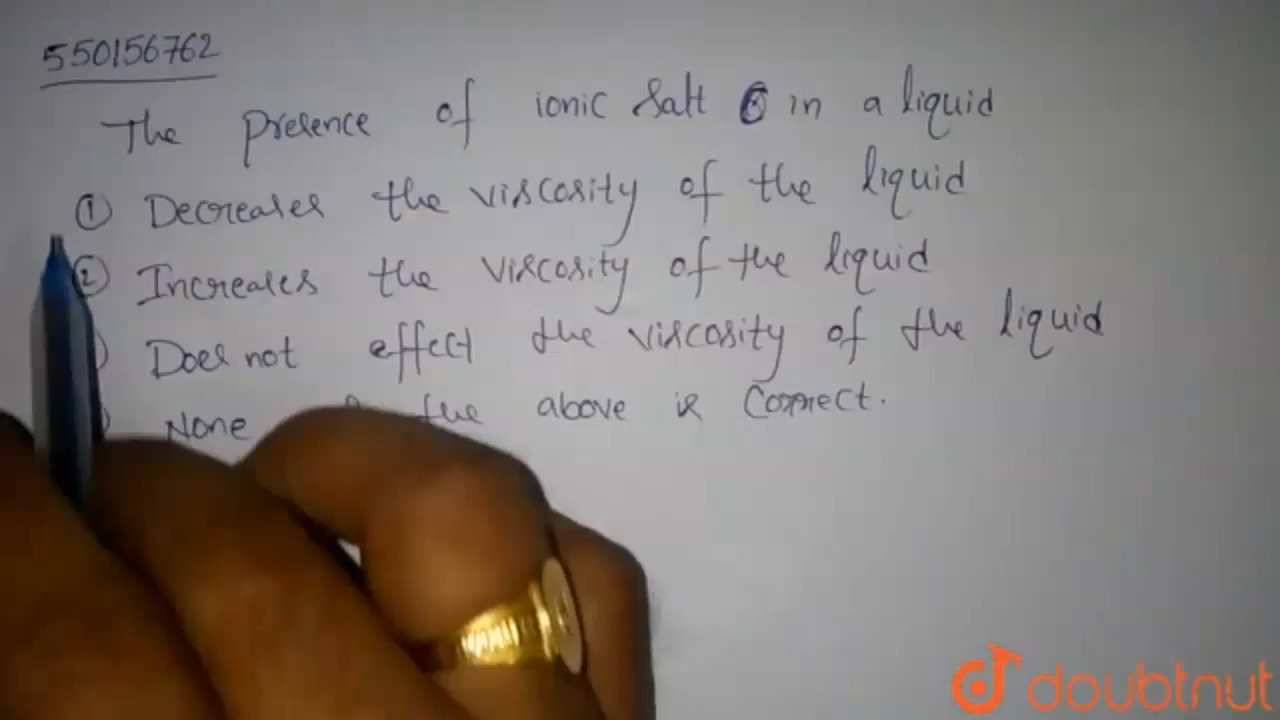 550156762
The presence of ionic salt in a liquid
① Decreases the viscosity of the liquid
② Increases the viscosity of the liquid
) Does not effect the viscosity of the liquid
) None the above is correct.
doubtnut